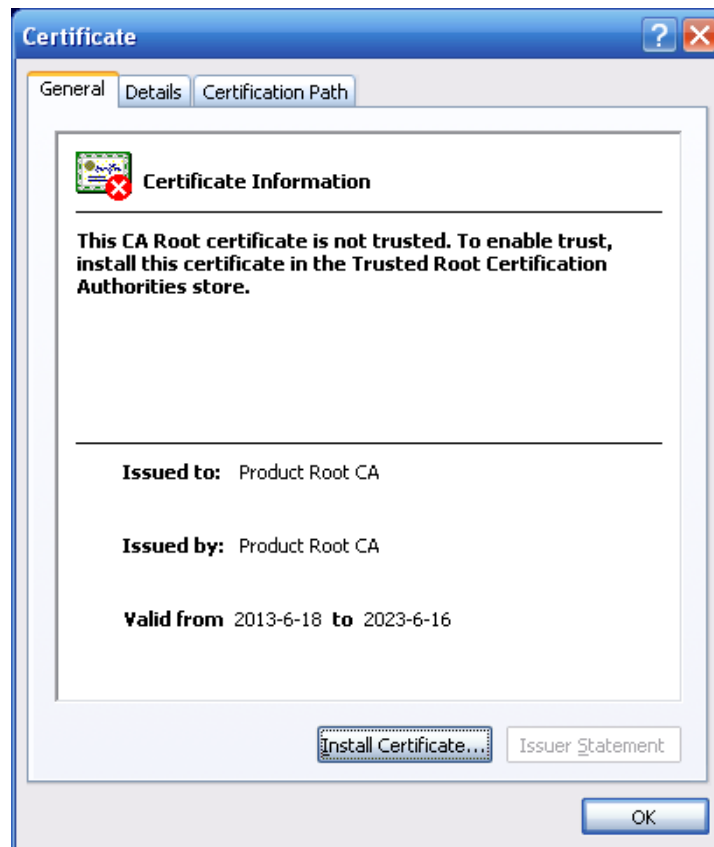 Certificate
General Details Certification Path
Certificate Information
This CA Root certificate is not trusted. To enable trust,
install this certificate in the Trusted Root Certification
Authorities store.
Issued to: Product Root CA
Issued by: Product Root CA
Valid from 2013-6-18 to 2023-6-16
Install Certificate... Issuer Statement
OK